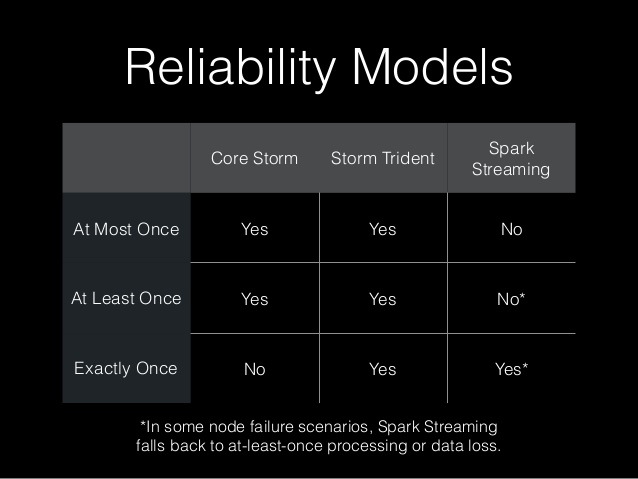 Reliability Models
Core Storm Storm Trident Spark Streaming
At Most Once Yes Yes No
At Least Once Yes Yes No*
Exactly Once No Yes Yes*
*In some node failure scenarios, Spark Streaming
falls back to at-least-once processing or data loss.